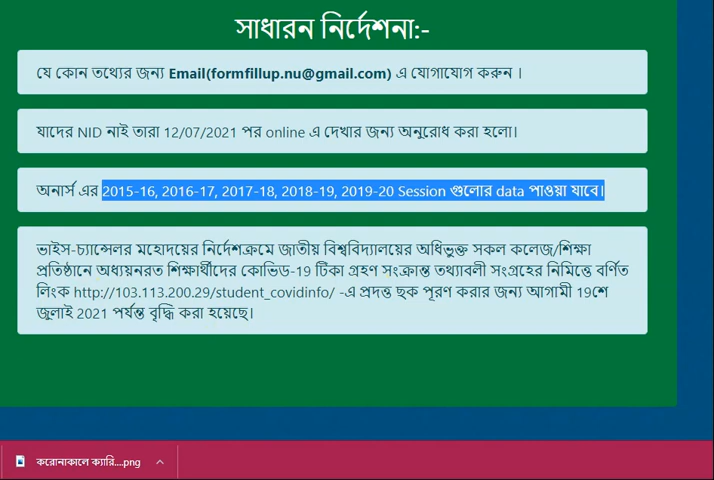 সাধারন নির্দেশনা:-
যে কোন তথ্যের জন্য Email(formfillup.nu@gmail.com) এ যোগাযোগ করুন ।
যাদের NID নাই তারা 12/07/2021 পর online এ দেখার জন্য অনুরোধ করা হলো।
অনার্স এর 2015-16, 2016-17, 2017-18, 2018-19, 2019-20 Session গুলোর data পাওয়া যাবে।
ভাইস-চ্যান্সেলর মহোদয়ের নির্দেশক্রমে জাতীয় বিশ্ববিদ্যালয়ের অধিভুক্ত সকল কলেজ/শিক্ষা
প্রতিষ্ঠানে অধ্যয়নরত শিক্ষার্থীদের কোভিড-19 টিকা গ্রহণ সংক্রান্ত তথ্যাবলী সংগ্রহের নিমিত্তে বর্ণিত
লিংক http://103.113.200.29/student_covidinfo/ -এ প্রদত্ত ছক পূরণ করার জন্য আগামী 19শে
জুলাই 2021 পর্যন্ত বৃদ্ধি করা হয়েছে।
করোনাকালে ক্যারি....png